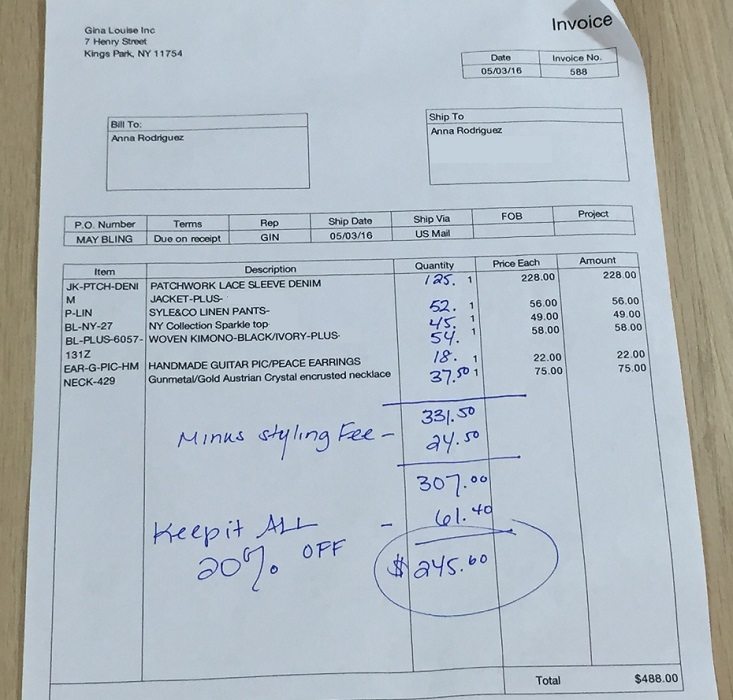 Invoice
Gina Louise Inc
7 Henry Street
Kings Park, NY 11754
Date Invoice No.
05/03/16 588
Bill To:
Anna Rodriguez
Ship To
Anna Rodriguez
P.O. Number Terms Rep Ship Date Ship Via FOB Project
MAY BLING Due on receipt GIN 05/03/16 US Mail
Item Description Quantity Price Each Amount
JK-PTCH-DENI PATCHWORK LACE SLEEVE DENIM 125. 1 228.00 228.00
M JACKET-PLUS-
P-LIN SYLE&CO LINEN PANTS- 52. 1 56.00 56.00
BL-NY-27 NY Collection Sparkle top 45. 1 49.00 49.00
BL-PLUS-6057- WOVEN KIMONO-BLACK/IVORY-PLUS- 54. 1 58.00 58.00
131Z
EAR-G-PIC-HM HANDMADE GUITAR PIC/PEACE EARRINGS 18. 1 22.00 22.00
NECK-429 Gunmetal/Gold Austrian Crystal encrusted necklace 37.50 1 75.00 75.00
331.50
Minus styling Fee - 24.50
307.00
Keep it ALL - 61.40
20% OFF
$245.60
Total $488.00